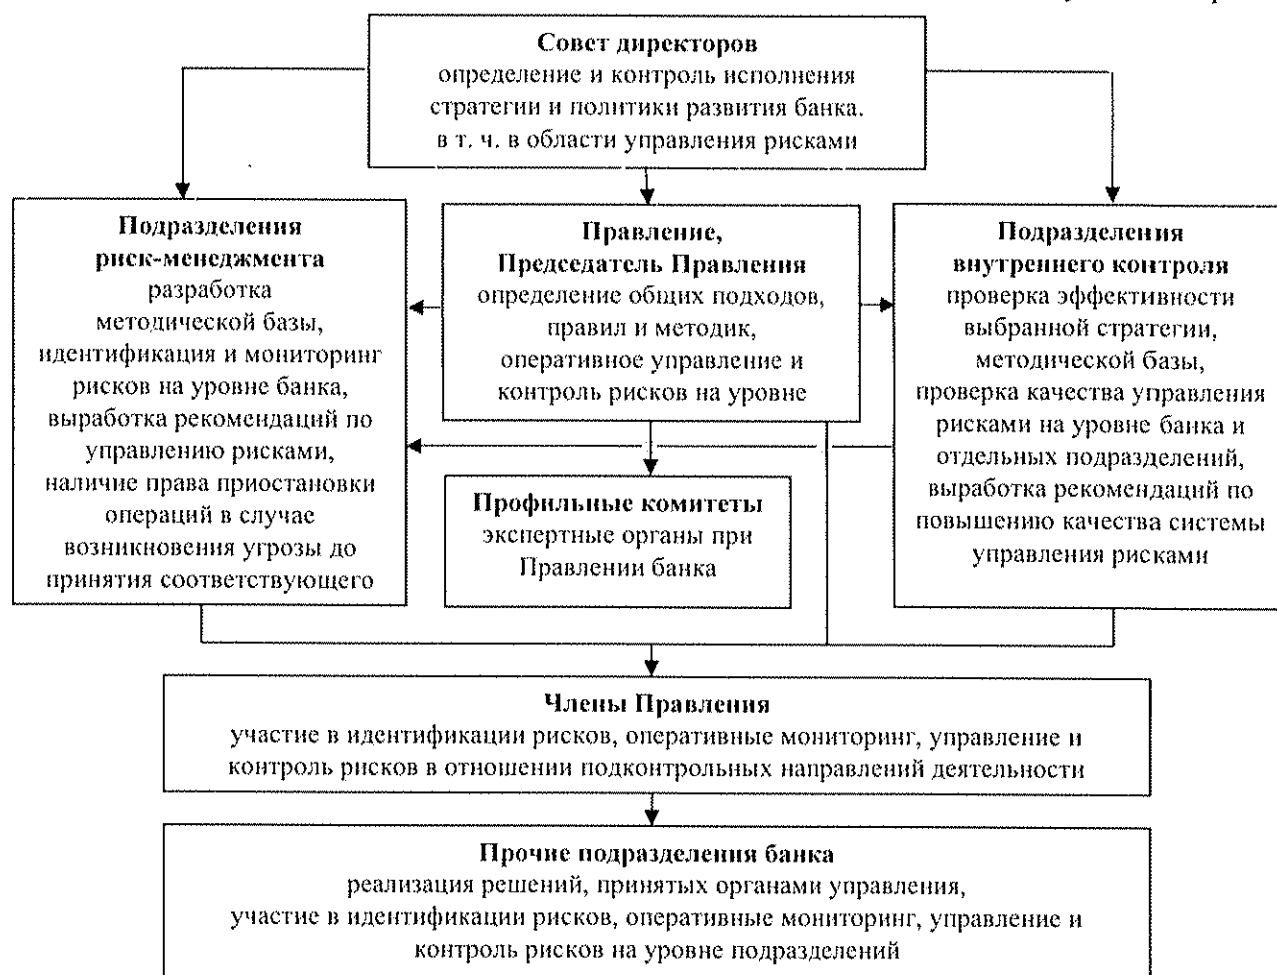 Совет директоров
определение и контроль исполнения
стратегии и политики развития банка.
в т. ч. в области управления рисками
Подразделения
риск-менеджмента
разработка
методической базы,
идентификация и мониторинг
рисков на уровне банка,
выработка рекомендаций по
управлению рисками,
наличие права приостановки
операций в случае
возникновения угрозы до
принятия соответствующего
Правление,
Председатель Правления
определение общих подходов,
правил и методик,
оперативное управление и
контроль рисков на уровне
Подразделения
внутреннего контроля
проверка эффективности
выбранной стратегии,
методической базы,
проверка качества управления
рисками на уровне банка и
отдельных подразделений,
выработка рекомендаций по
повышению качества системы
управления рисками
Профильные комитеты
экспертные органы при
Правлении банка
Члены Правления
участие в идентификации рисков, оперативные мониторинг, управление и
контроль рисков в отношении подконтрольных направлений деятельности
Прочие подразделения банка
реализация решений, принятых органами управления,
участие в идентификации рисков, оперативные мониторинг, управление и
контроль рисков на уровне подразделений